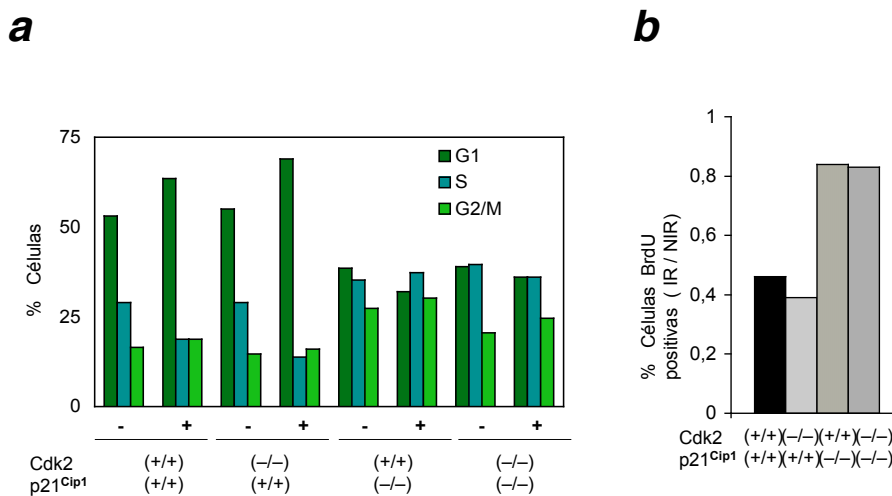 a
b
75
50
25
0
% Células
G1
S
G2/M
- + - + - + - +
Cdk2 (+/+) (–/–) (+/+) (–/–)
p21Cip1 (+/+) (+/+) (–/–) (–/–)
1
0,8
0,6
0,4
0,2
0
% Células BrdU
positivas ( IR / NIR)
Cdk2 (+/+)(–/–)(+/+)(–/–)
p21Cip1 (+/+)(+/+)(–/–)(–/–)